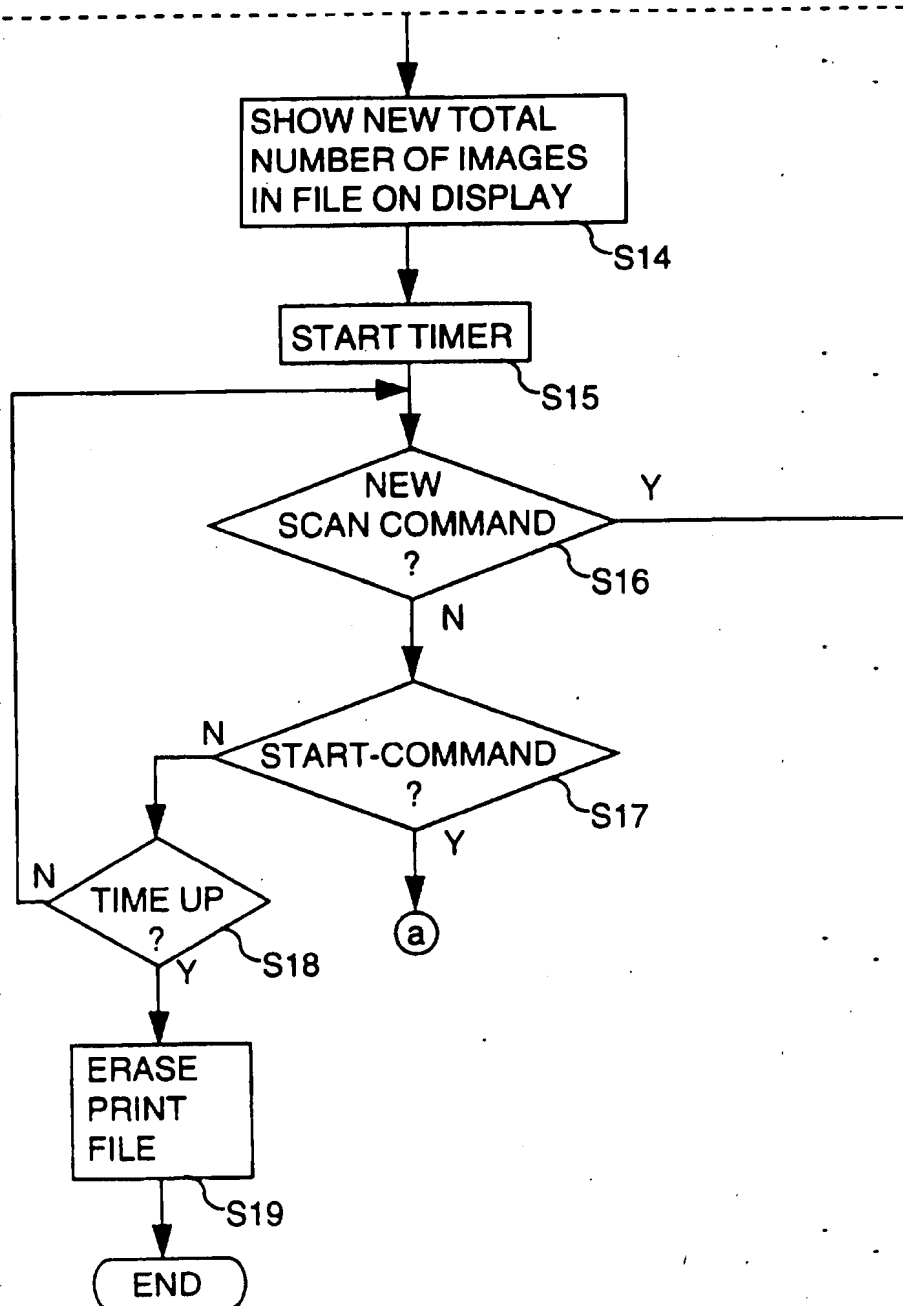 SHOW NEW TOTAL
NUMBER OF IMAGES
IN FILE ON DISPLAY
S14
START TIMER
S15
NEW
SCAN COMMAND
?
Y
S16
N
START-COMMAND
?
N
S17
Y
a
TIME UP
?
N
S18
Y
ERASE
PRINT
FILE
S19
END